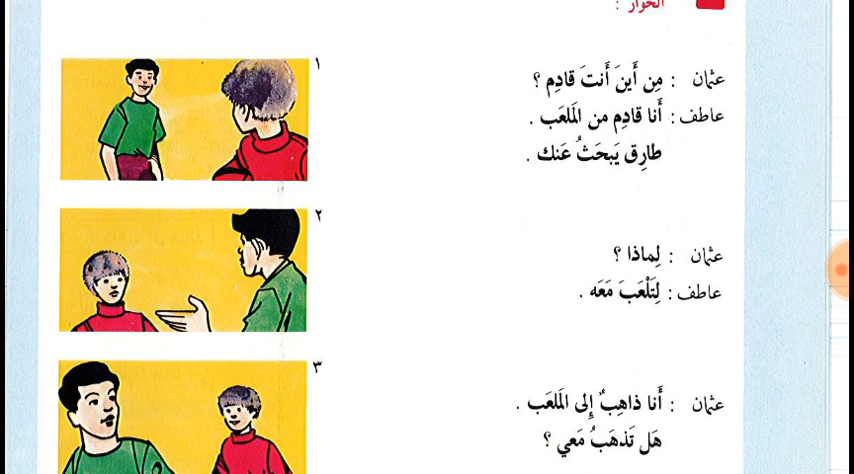 الحوار :
١
عثمان : مِن أَينَ أَنتَ قادِم ؟
عاطف : أَنا قادِم من المَلعَب .
طارِق يَبحَثُ عَنك .
٢
عثمان : لِماذا ؟
عاطف : لِتَلْعَبَ مَعَه .
٣
عثمان : أَنا ذاهِبٌ إِلى المَلعَب .
هَل تَذهَبُ مَعي ؟